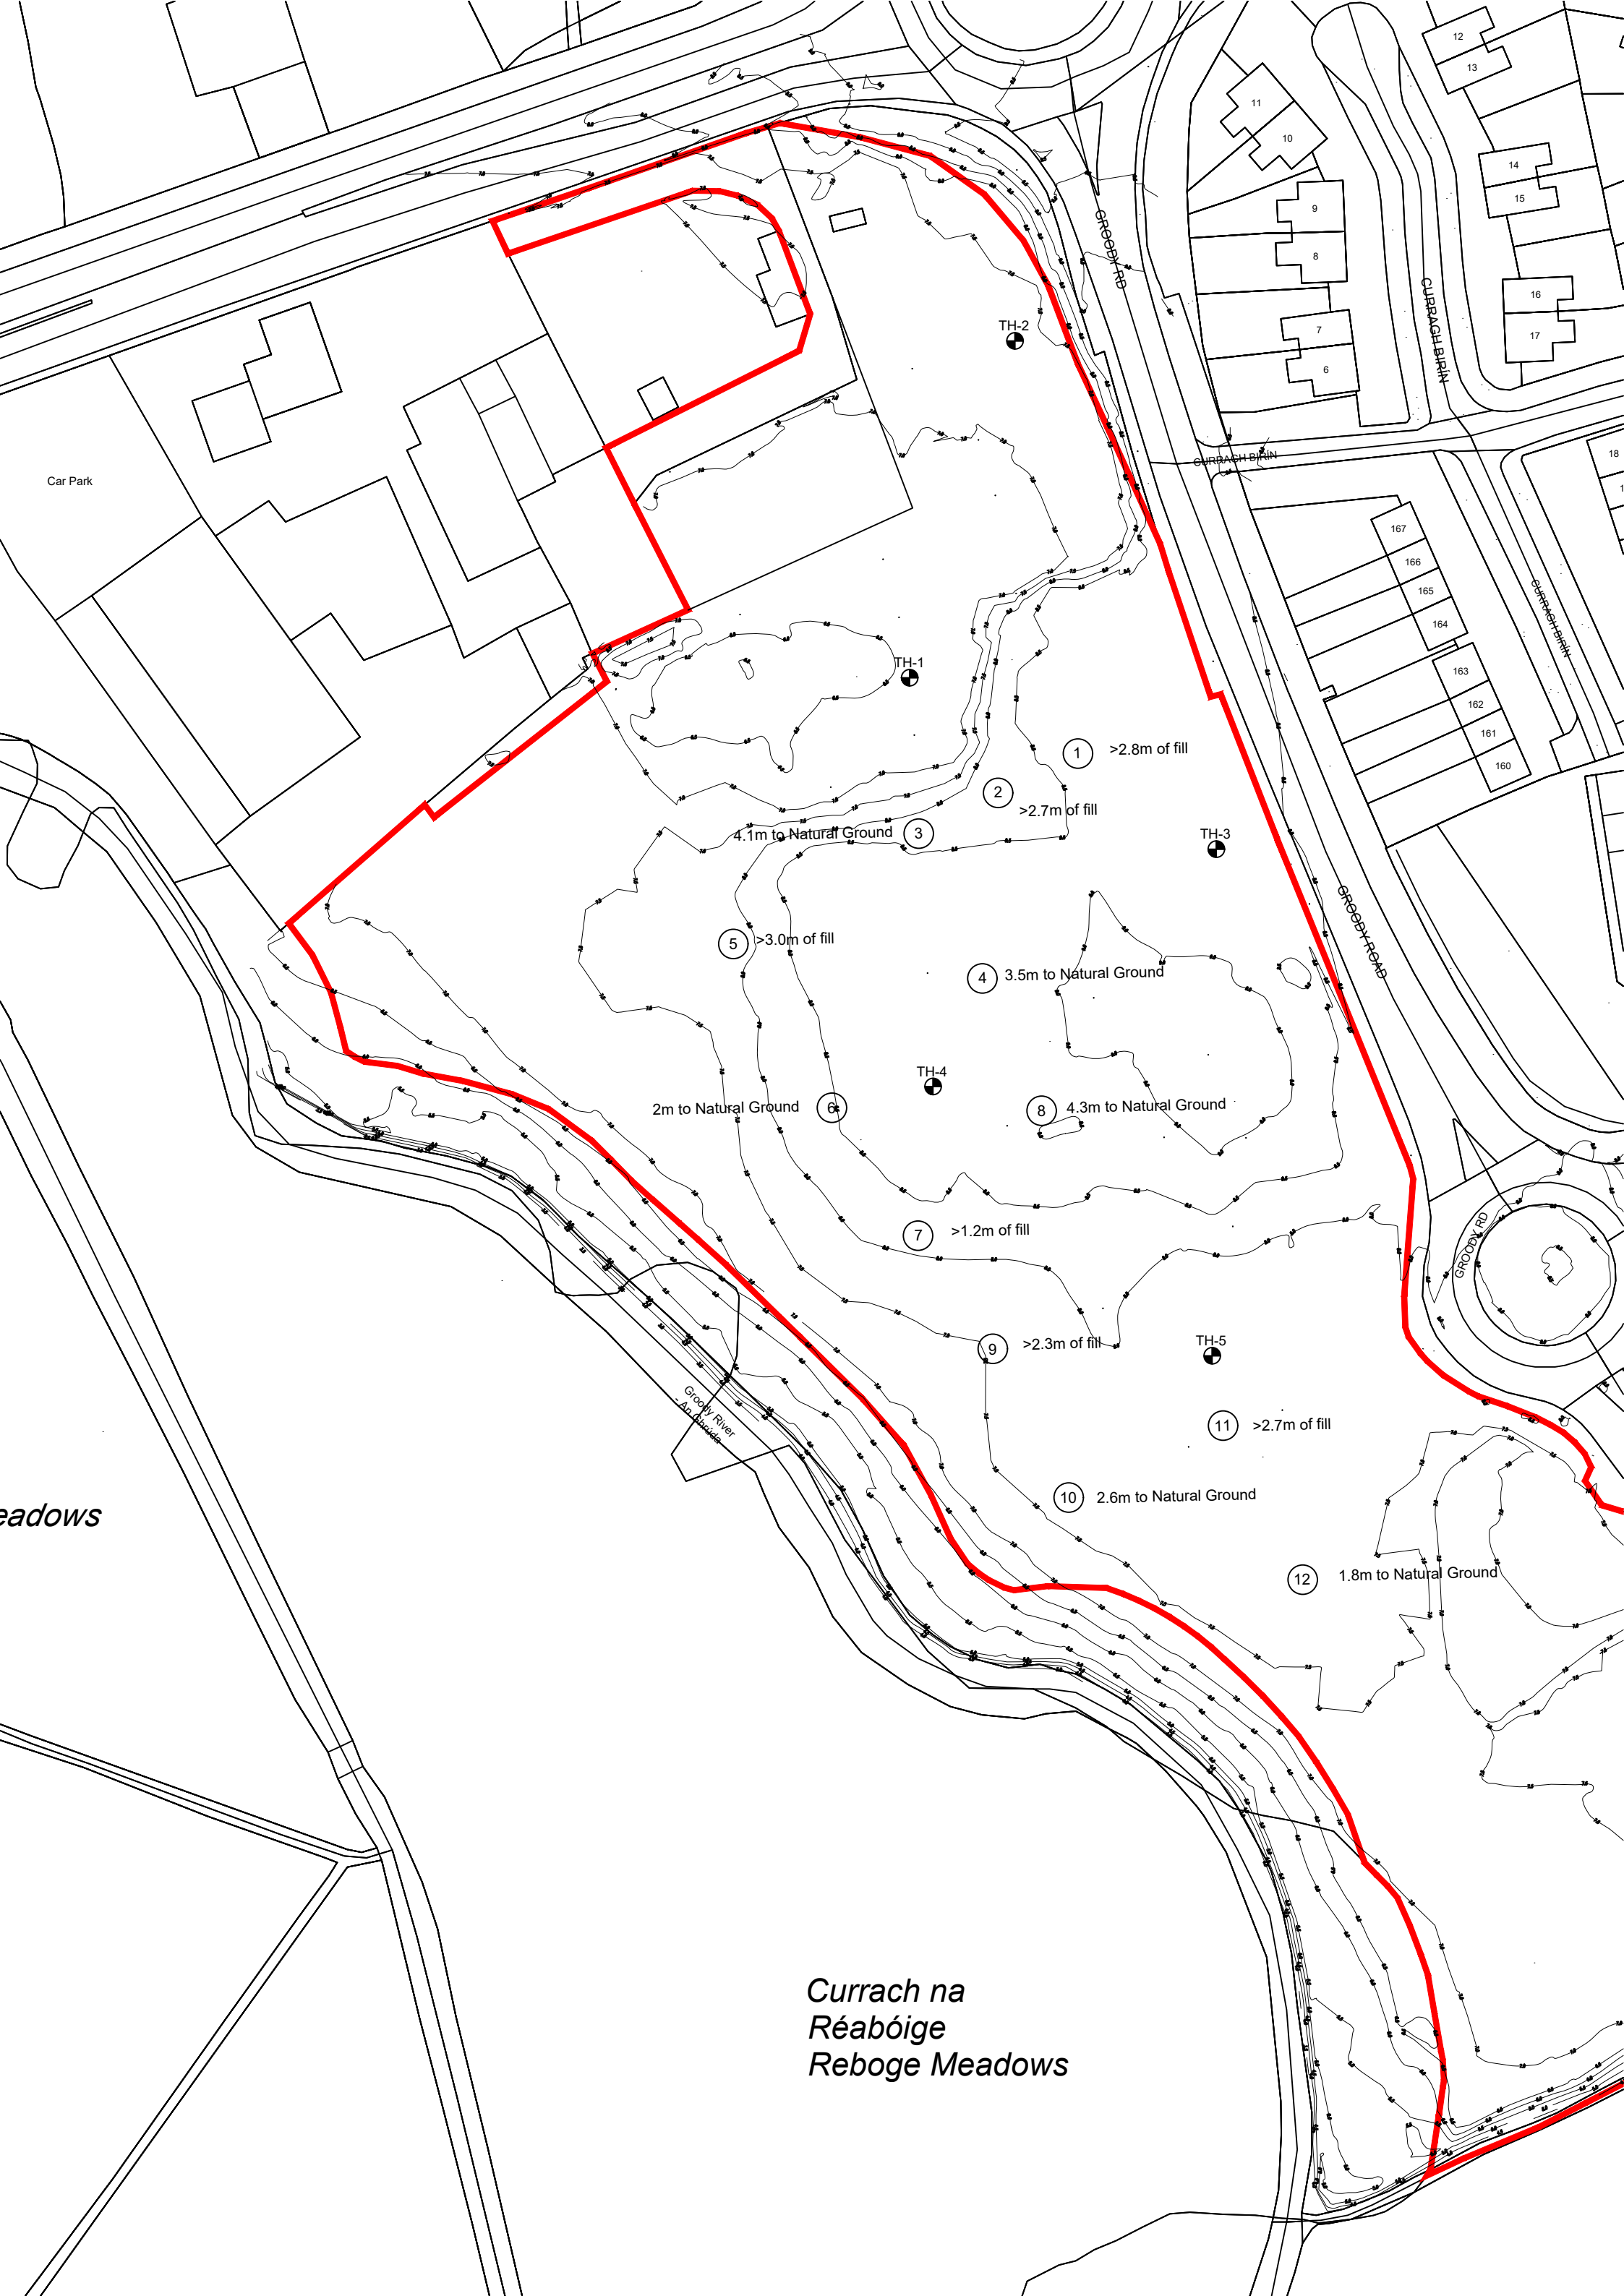 12
13
11
10
14
15
9
8
GROODY RD
CURRAGH BIRÍN
16
17
7
6
TH-2
CURRAGH BIRÍN
18
Car Park
167
166
165
164
CURRAGH BIRÍN
163
162
161
160
TH-1
1 >2.8m of fill
2
>2.7m of fill
4.1m to Natural Ground 3
TH-3
GROODY ROAD
5 >3.0m of fill
4 3.5m to Natural Ground
TH-4
2m to Natural Ground 6
8 4.3m to Natural Ground
7 >1.2m of fill
GROODY RD
9 >2.3m of fill
TH-5
Groody River
- An Ghrúda
11 >2.7m of fill
10 2.6m to Natural Ground
eadows
12 1.8m to Natural Ground
Currach na
Réabóige
Reboge Meadows